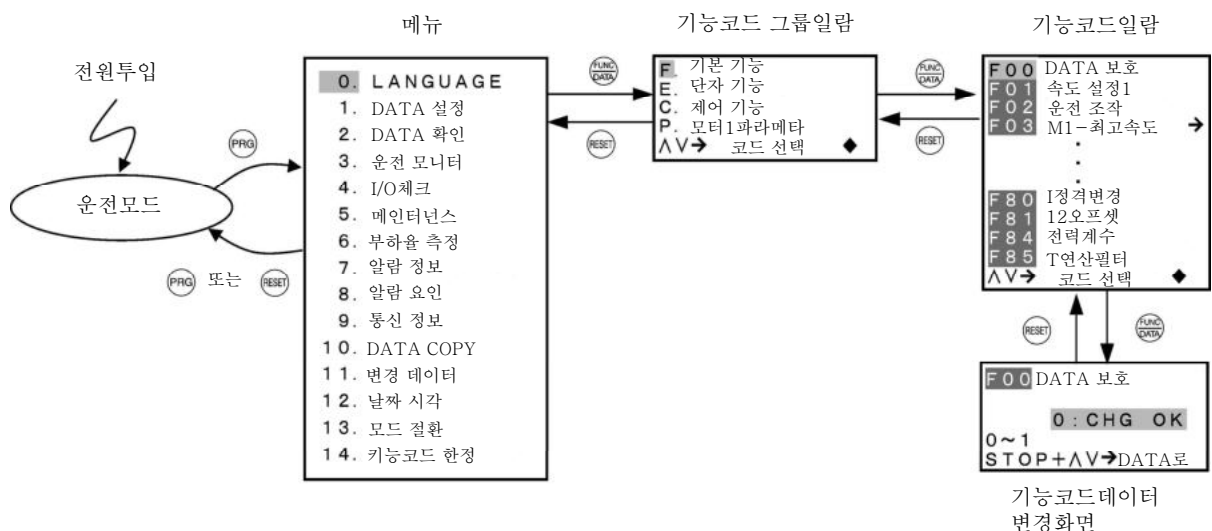 메뉴
기능코드 그룹일람
기능코드일람
전원투입
PRG
운전모드
PRG 또는 RESET
0. LANGUAGE
1. DATA 설정
2. DATA 확인
3. 운전 모니터
4. I/O체크
5. 메인터넌스
6. 부하율 측정
7. 알람 정보
8. 알람 요인
9. 통신 정보
10. DATA COPY
11. 변경 데이터
12. 날짜 시각
13. 모드 절환
14. 키능코드 한정
FUNC
DATA
RESET
F. 기본 기능
E. 단자 기능
C. 제어 기능
P. 모터1파라메타
∧∨→ 코드 선택 ◆
FUNC
DATA
RESET
F00 DATA 보호
F01 속도 설정1
F02 운전 조작
F03 M1-최고속도 →
F80 I정격변경
F81 12오프셋
F84 전력계수
F85 T연산필터
∧∨→ 코드 선택 ◆
RESET
FUNC
DATA
F00 DATA 보호
0:CHG OK
0~1
STOP+∧∨→DATA로
기능코드데이터
변경화면